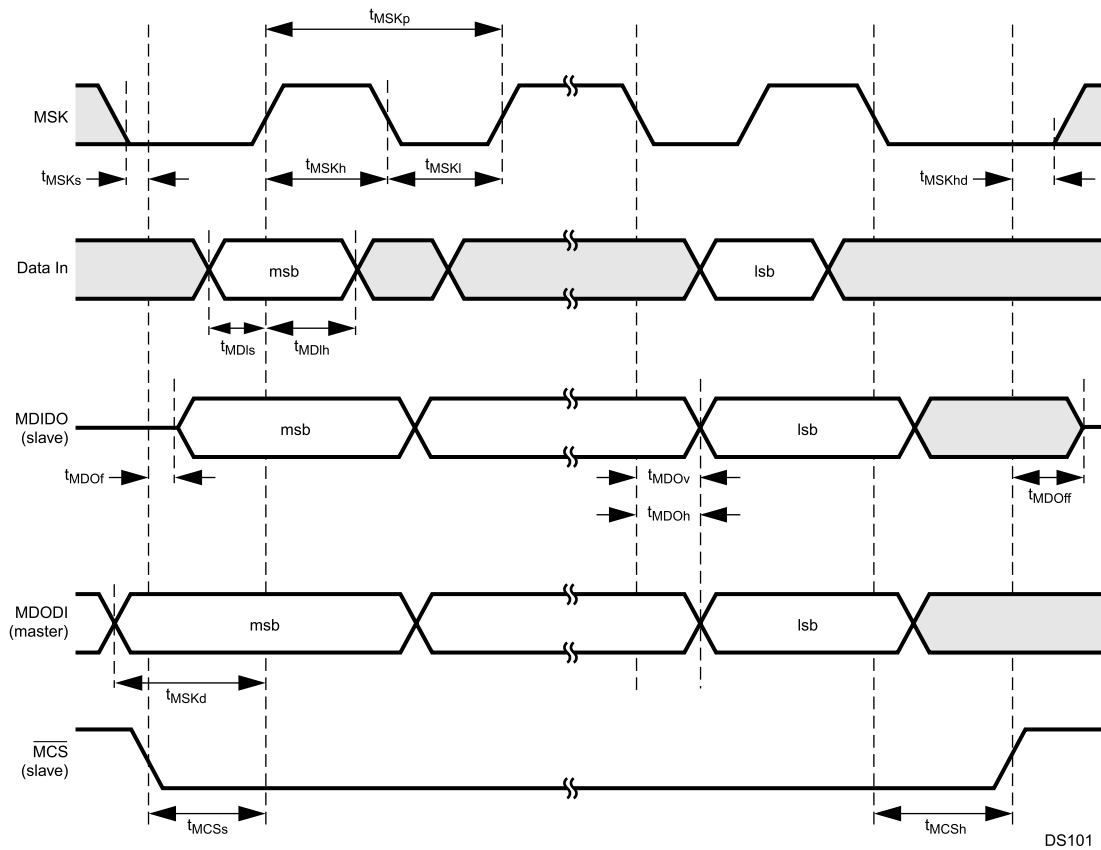 tMSKp
MSK
tMSKs
tMSKh
tMSKl
tMSKhd
Data In
msb
lsb
tMDIs
tMDIh
MDIDO
(slave)
msb
lsb
tMDOf
tMDOv
tMDOff
tMDOh
MDODI
(master)
msb
lsb
tMSKd
MCS
(slave)
tMCSs
tMCSh
DS101